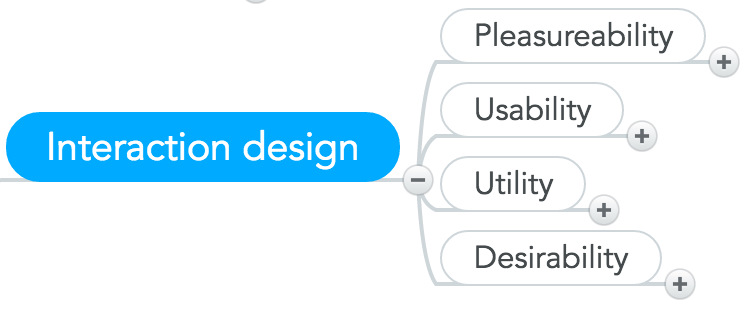 Interaction design
Pleasureability
Usability
Utility
Desirability